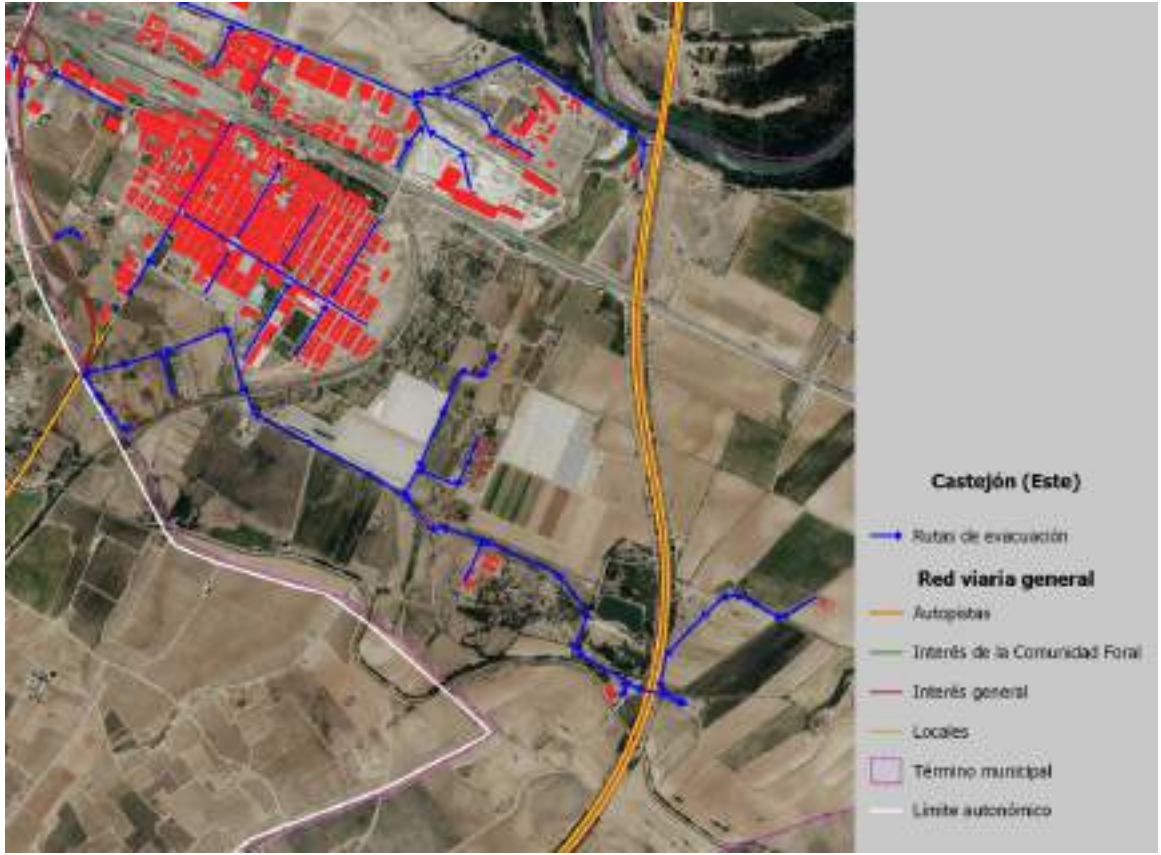 Castejón (Este)
Rutas de evacuación
Red viaria general
Autopistas
Interés de la Comunidad Foral
Interés general
Locales
Término municipal
Límite autonómico